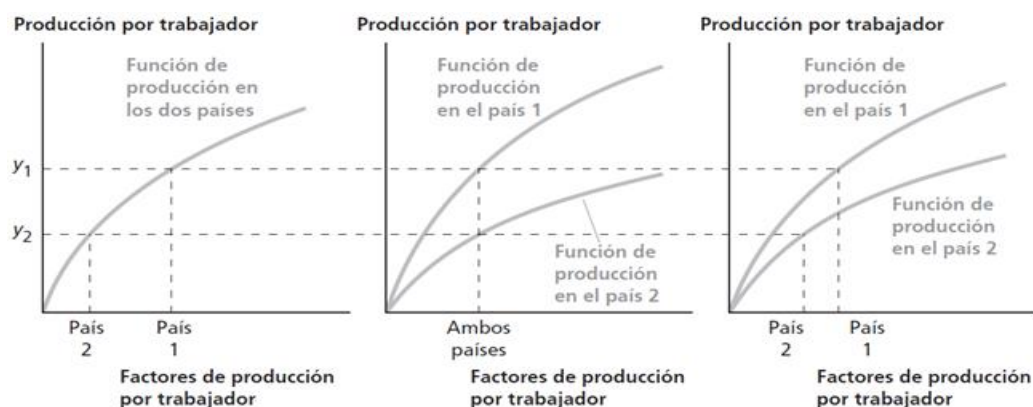 Producción por trabajador
Función de
producción en
los dos países
y1
y2
País
2
País
1
Factores de producción
por trabajador
Producción por trabajador
Función de
producción
en el país 1
Función de
producción
en el país 2
Ambos
países
Factores de producción
por trabajador
Producción por trabajador
Función de
producción
en el país 1
Función de
producción
en el país 2
País
2
País
1
Factores de producción
por trabajador